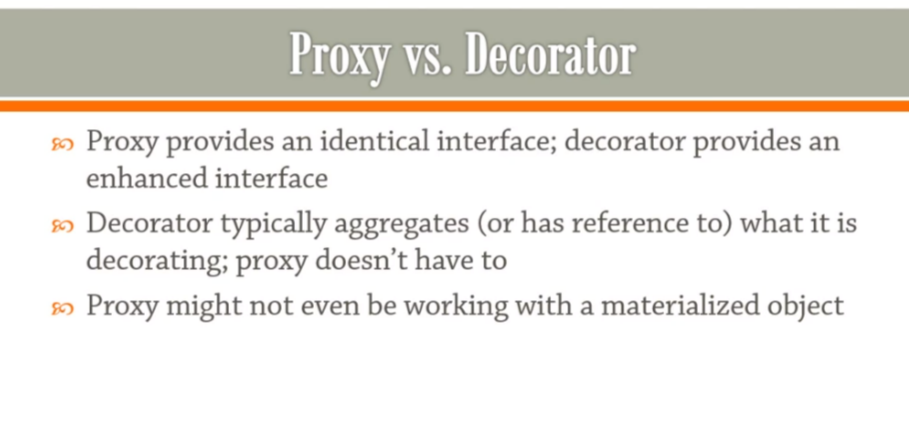 Proxy vs. Decorator
Proxy provides an identical interface; decorator provides an
enhanced interface
Decorator typically aggregates (or has reference to) what it is
decorating; proxy doesn’t have to
Proxy might not even be working with a materialized object